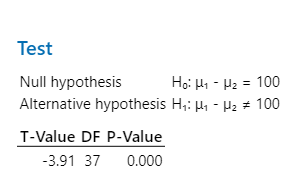 Test
Null hypothesis H₀: μ₁ - μ₂ = 100
Alternative hypothesis H₁: μ₁ - μ₂ ≠ 100
T-Value DF P-Value
-3.91 37 0.000